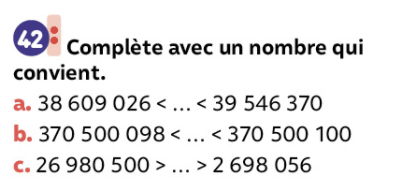 42 Complète avec un nombre qui
convient.
a. 38 609 026 < ... < 39 546 370
b. 370 500 098 < ... < 370 500 100
c. 26 980 500 > ... > 2 698 056